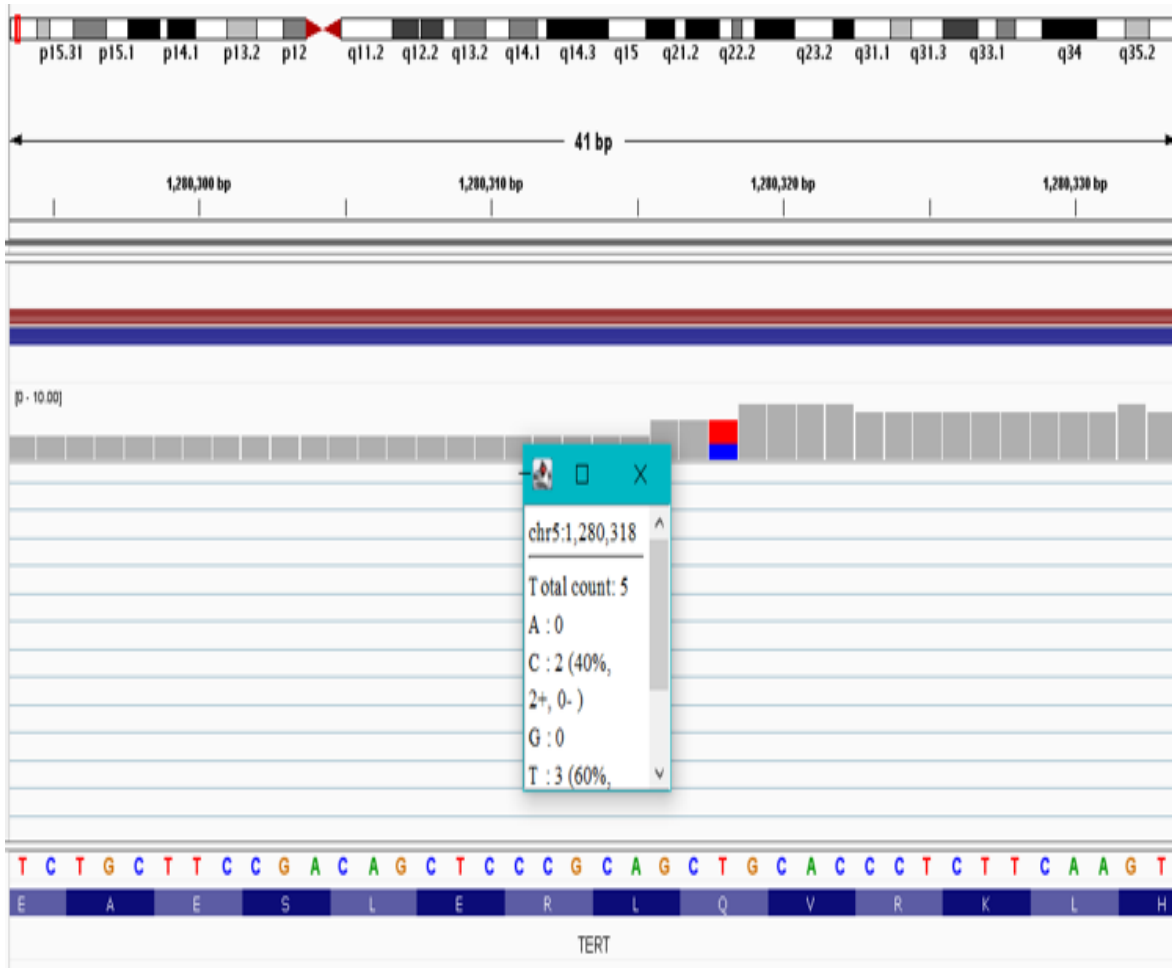 p15.31 p15.1 p14.1 p13.2 p12 q11.2 q12.2 q13.2 q14.1 q14.3 q15 q21.2 q22.2 q23.2 q31.1 q31.3 q33.1 q34 q35.2
41 bp
1,280,300 bp 1,280,310 bp 1,280,320 bp 1,280,330 bp
[0 - 10.00]
chr5:1,280,318
Total count: 5
A : 0
C : 2 (40%,
2+, 0- )
G : 0
T : 3 (60%,
T C T G C T T C C G A C A G C T C C C G C A G C T G C A C C C T C T T C A A G T
E A E S L E R L Q V R K L H
TERT